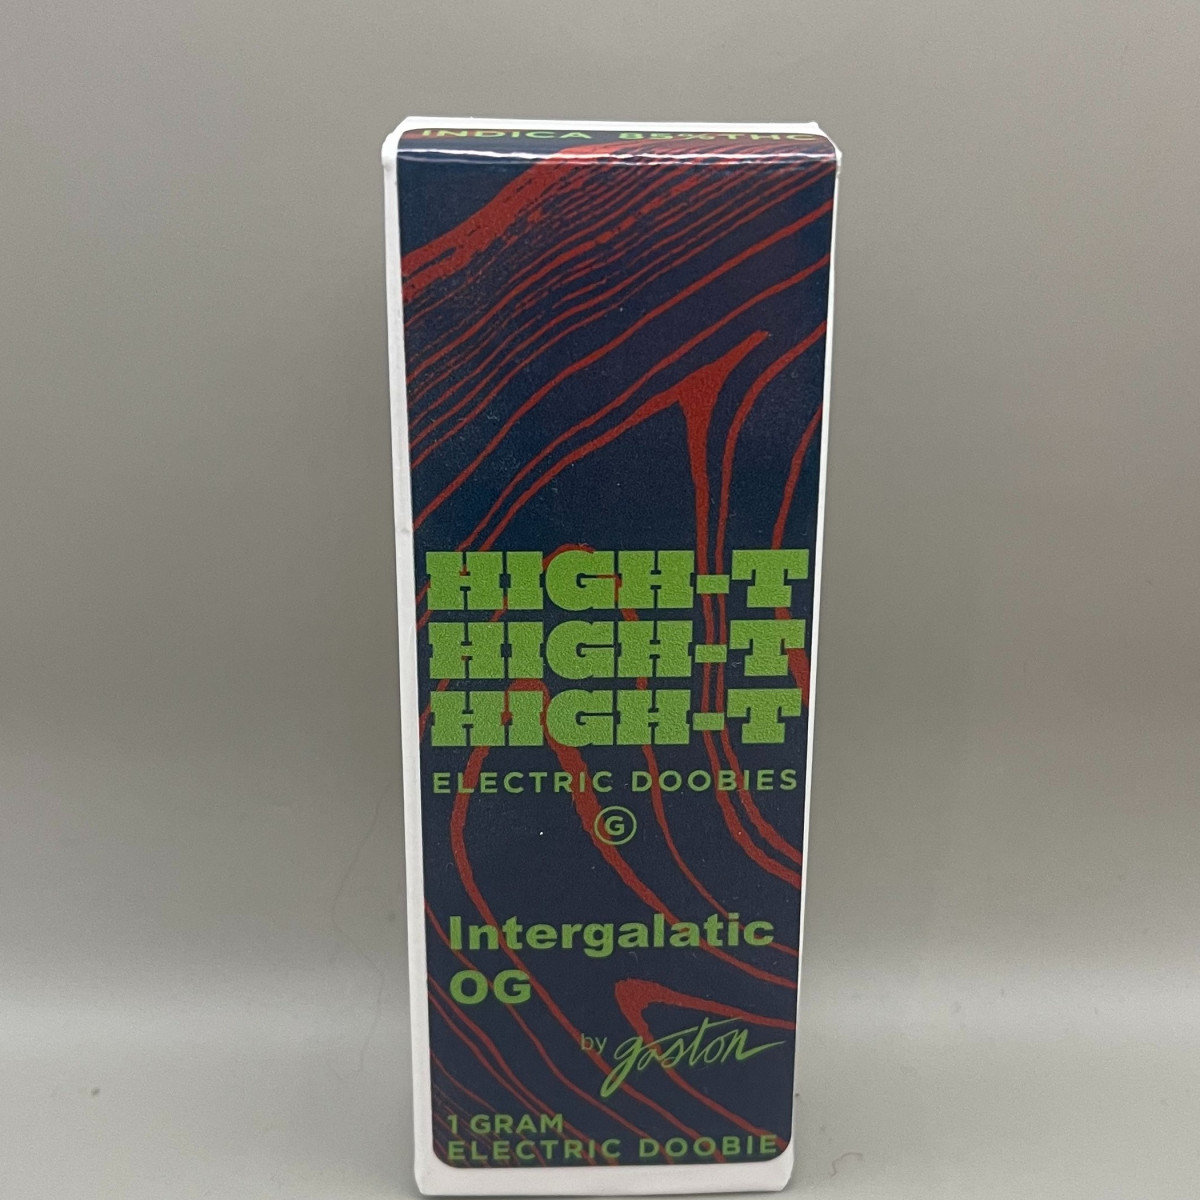 INDICA 85% THC
HIGH-T
HIGH-T
HIGH-T
ELECTRIC DOOBIES
G
Intergalatic
OG
by gaston
1 GRAM
ELECTRIC DOOBIE